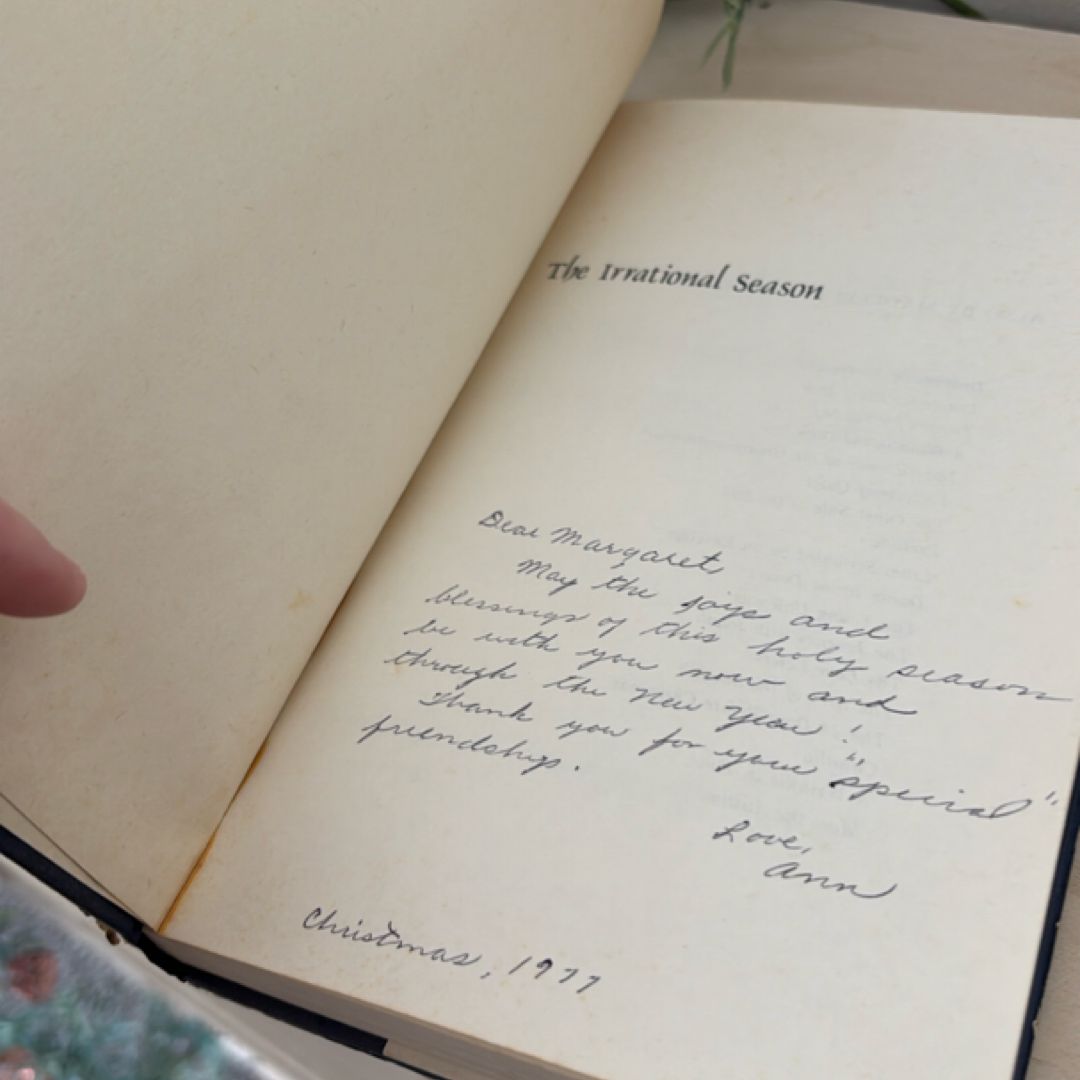 The Irrational Season
Dear Margaret,
May the joys and
blessings of this holy season
be with you now and
through the New Year!
Thank you for your "special"
friendship.
Love,
Ann
Christmas, 1977